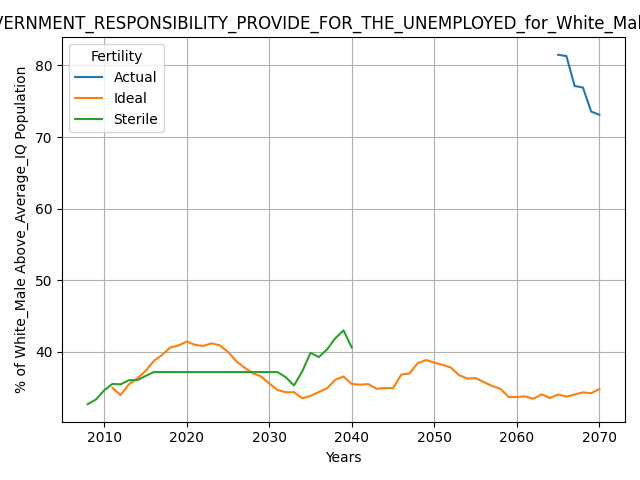 VERNMENT_RESPONSIBILITY_PROVIDE_FOR_THE_UNEMPLOYED_for_White_Mal
Fertility
Actual
Ideal
Sterile
% of White_Male Above_Average_IQ Population
80
70
60
50
40
2010 2020 2030 2040 2050 2060 2070
Years